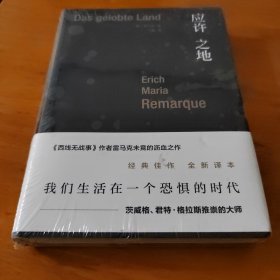 Das gelobte Land
应许之地
Erich
Maria
Remarque
《西线无战事》作者雷马克未竟的沥血之作
经典佳作 全新译本
我们生活在一个恐惧的时代
——茨威格、君特·格拉斯推崇的大师